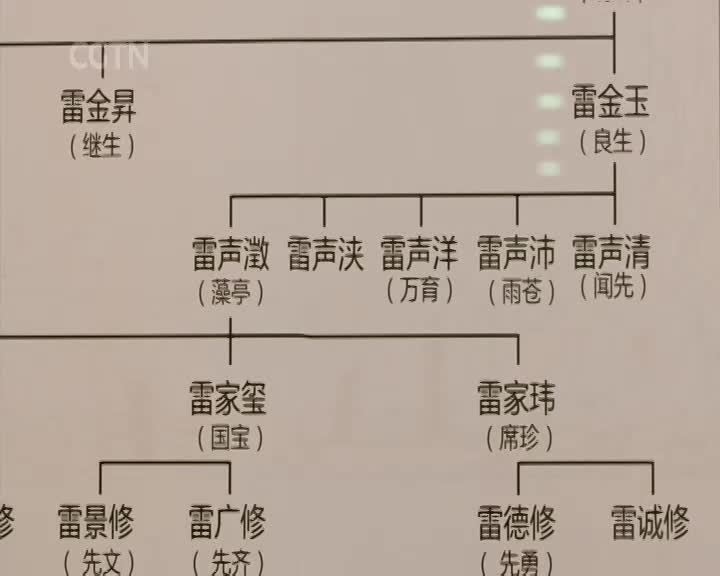 CGTN
雷金昇 雷金玉
(继生) (良生)
雷声澂 雷声浃 雷声洋 雷声沛 雷声清
(藻亭) (万育) (雨苍) (闻先)
雷家玺 雷家玮
(国宝) (席珍)
修 雷景修 雷广修 雷德修 雷诚修
(先文) (先齐) (先勇)